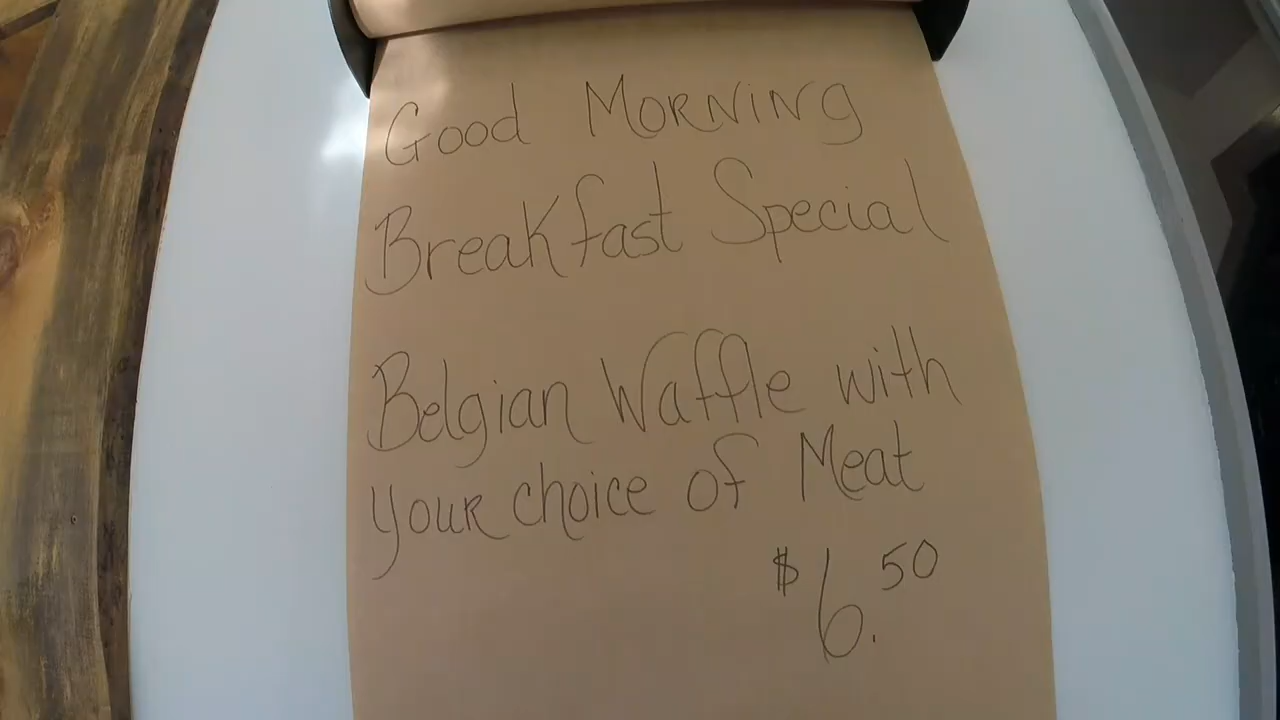 Good MORNiNg
Breakfast Special
Belgian Waffle with
your choice of Meat
$6.50